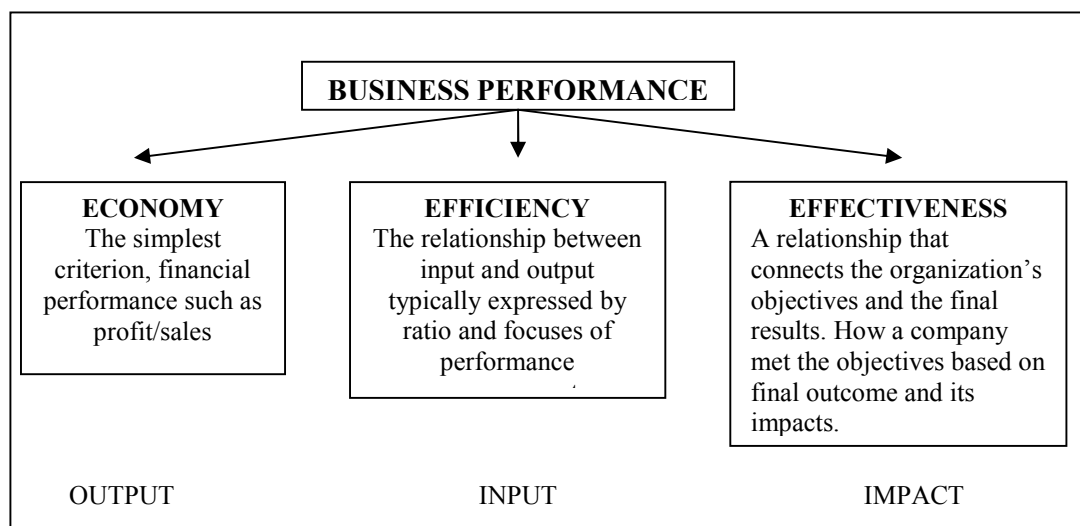 BUSINESS PERFORMANCE
ECONOMY
The simplest
criterion, financial
performance such as
profit/sales
EFFICIENCY
The relationship between
input and output
typically expressed by
ratio and focuses of
performance
EFFECTIVENESS
A relationship that
connects the organization’s
objectives and the final
results. How a company
met the objectives based on
final outcome and its
impacts.
OUTPUT
INPUT
IMPACT